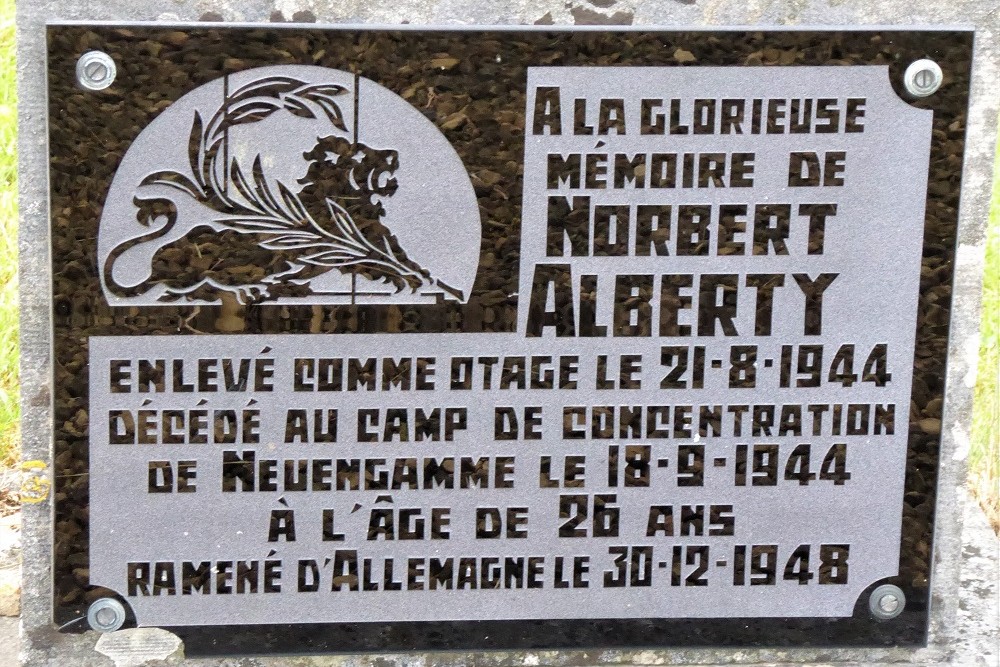 A LA GLORIEUSE
MÉMOIRE DE
NORBERT
ALBERTY
ENLEVÉ COMME OTAGE LE 21-8-1944
DÉCÉDÉ AU CAMP DE CONCENTRATION
DE NEUENGAMME LE 18-9-1944
À L'ÂGE DE 26 ANS
RAMENÉ D'ALLEMAGNE LE 30-12-1948